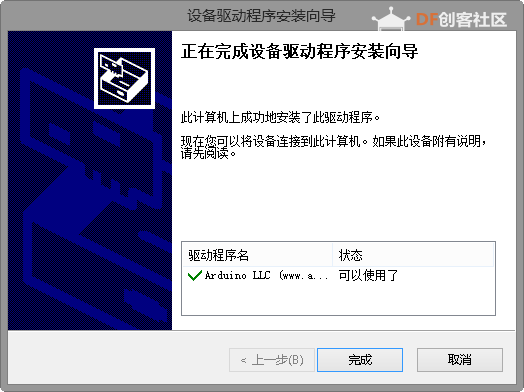 设备驱动程序安装向导
DF创客社区
正在完成设备驱动程序安装向导
此计算机上成功地安装了此驱动程序。
现在您可以将设备连接到此计算机。如果此设备附有说明，
请先阅读。
驱动程序名 状态
Arduino LLC (www.a... 可以使用了
< 上一步(B) 完成 取消